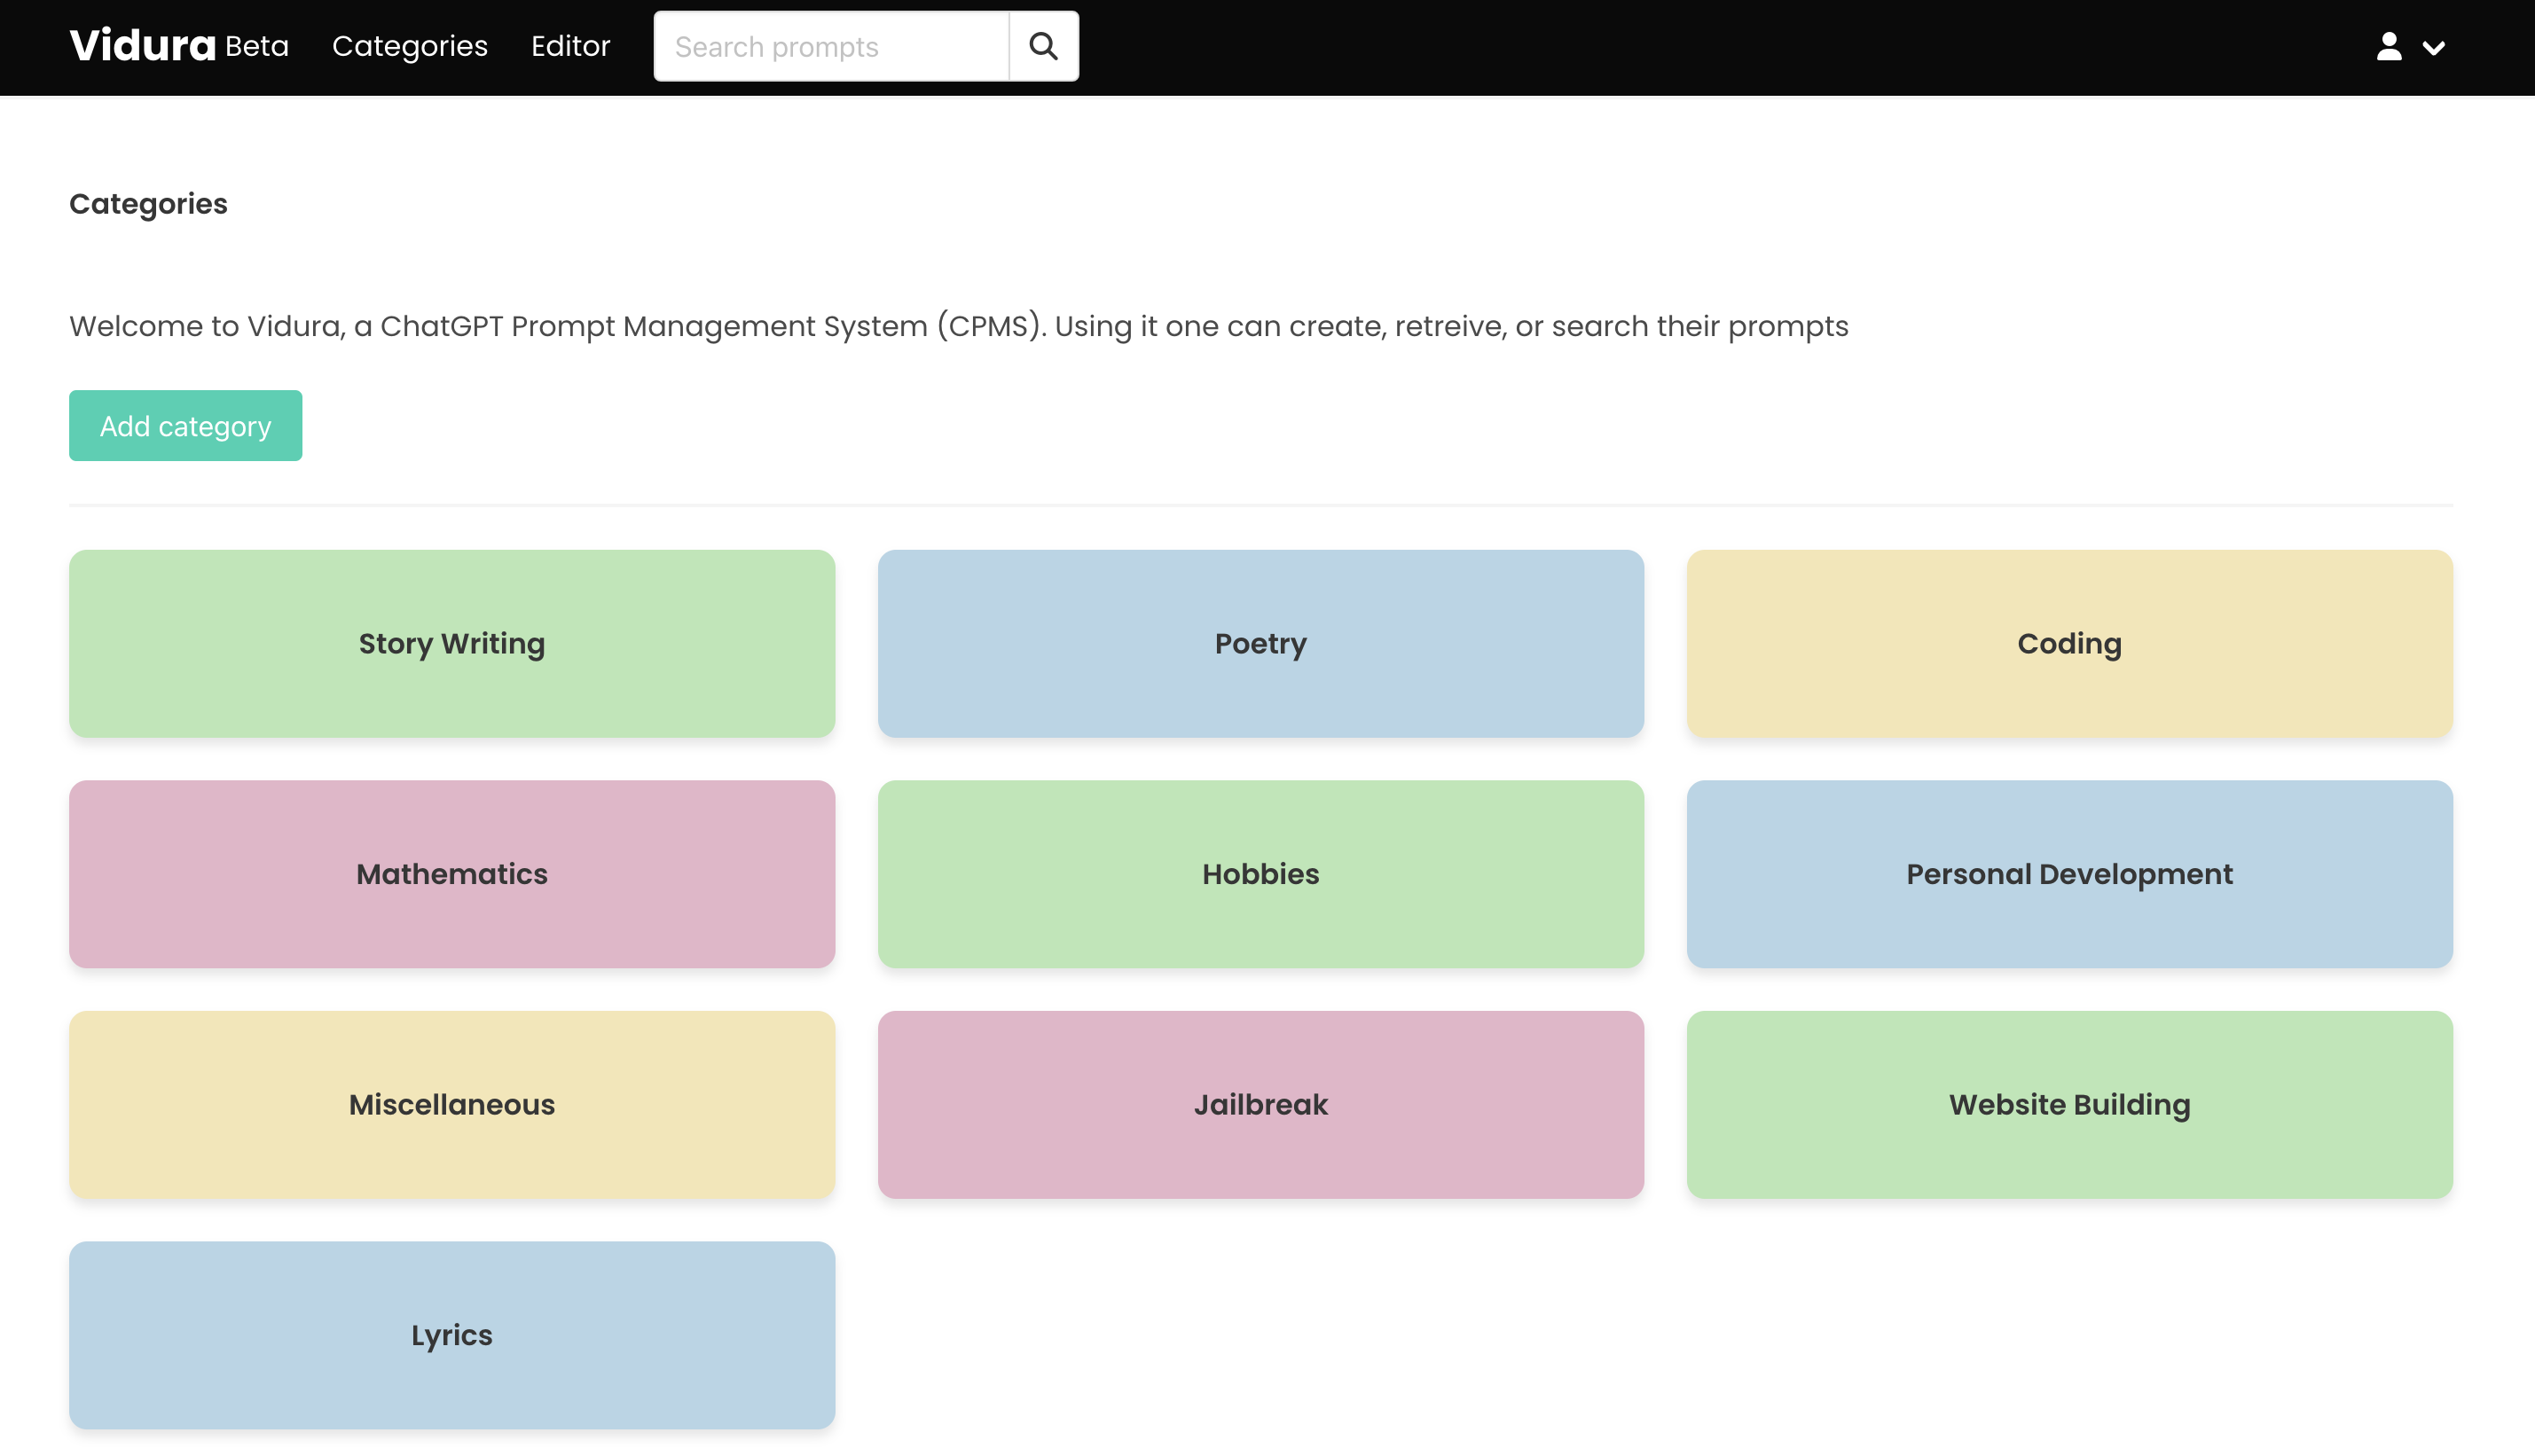 Vidura Beta Categories Editor Search prompts
Categories
Welcome to Vidura, a ChatGPT Prompt Management System (CPMS). Using it one can create, retreive, or search their prompts
Add category
Story Writing
Poetry
Coding
Mathematics
Hobbies
Personal Development
Miscellaneous
Jailbreak
Website Building
Lyrics